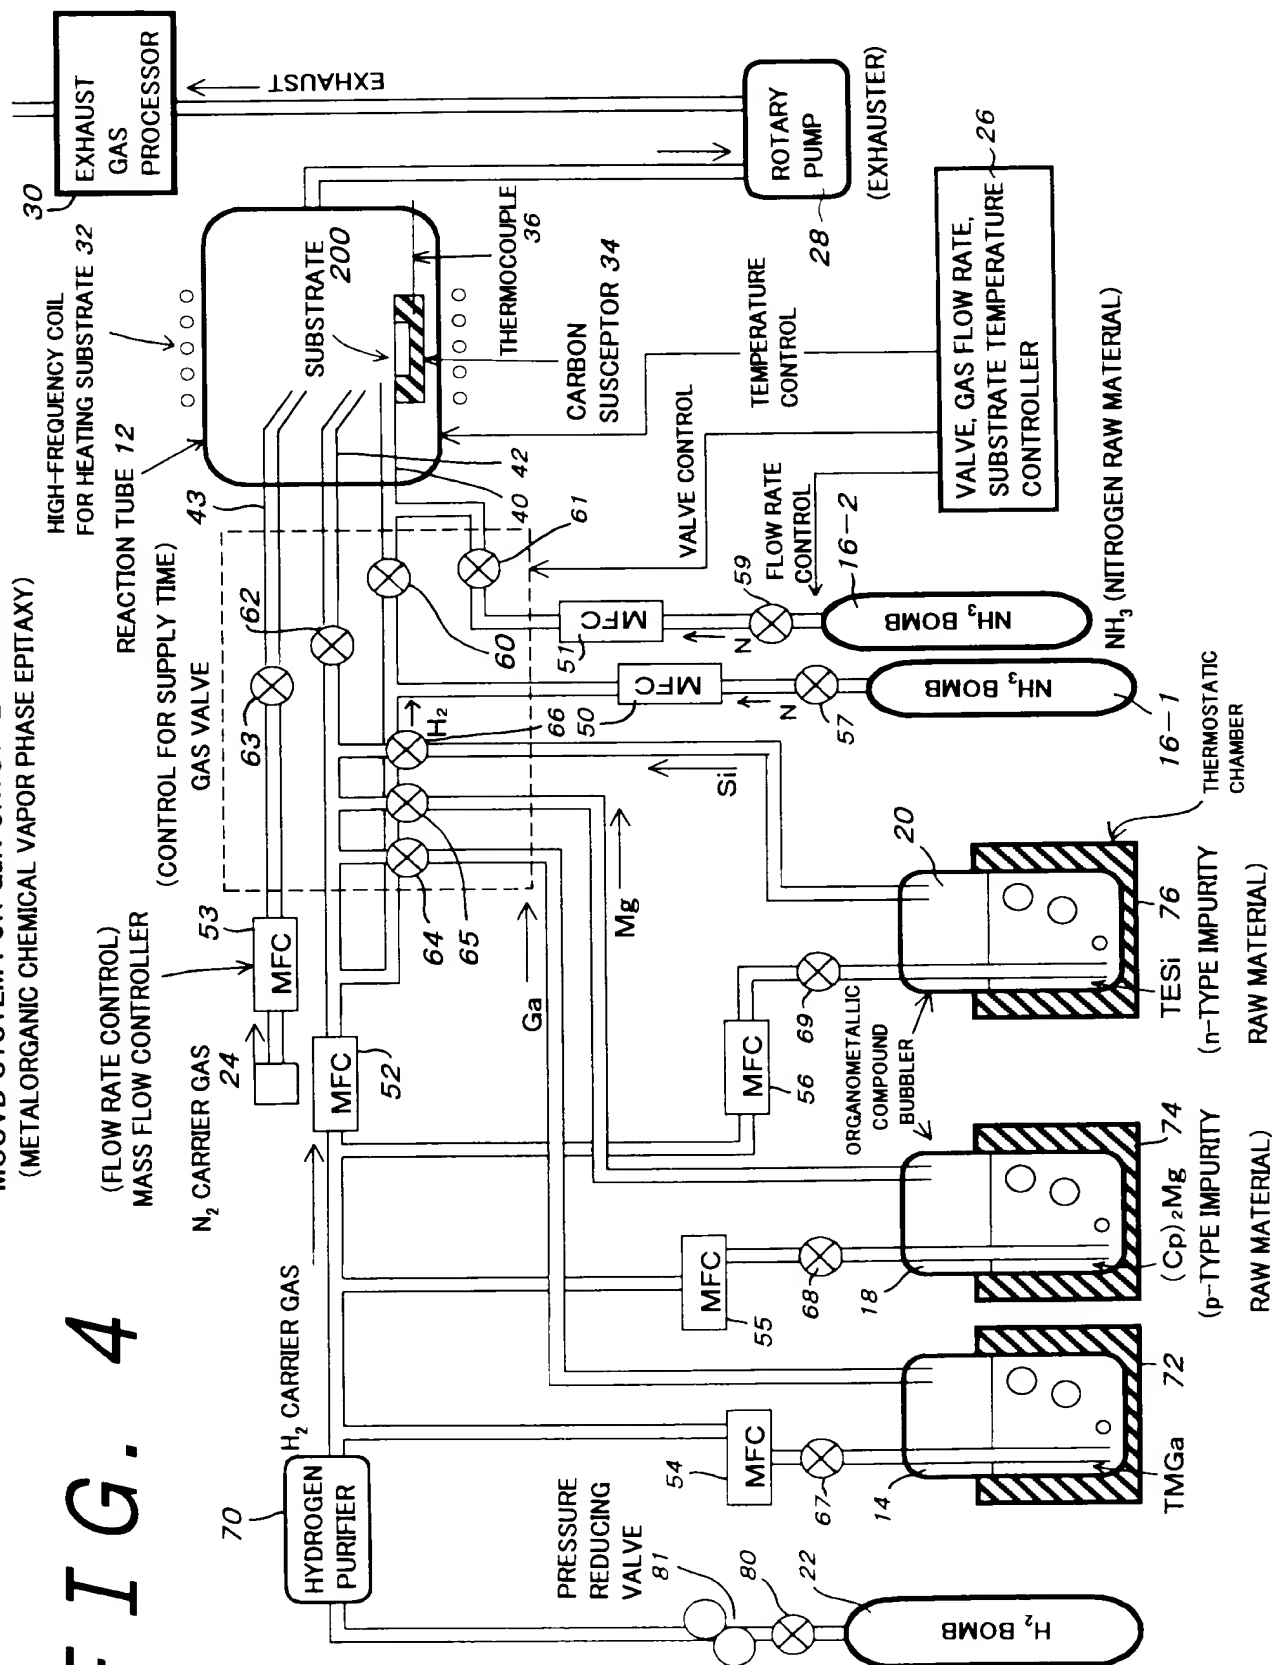 FIG. 4
(METALORGANIC CHEMICAL VAPOR PHASE EPITAXY)
(FLOW RATE CONTROL)
MASS FLOW CONTROLLER
53
MFC
N₂ CARRIER GAS
24
(CONTROL FOR SUPPLY TIME)
GAS VALVE
63
62
REACTION TUBE 12
43
HIGH-FREQUENCY COIL
FOR HEATING SUBSTRATE 32
30
EXHAUST
GAS
PROCESSOR
EXHAUST
SUBSTRATE
200
THERMOCOUPLE
36
CARBON
SUSCEPTOR 34
42
40
61
60
ROTARY
PUMP
28
(EXHAUSTER)
TEMPERATURE
CONTROL
VALVE CONTROL
FLOW RATE
CONTROL
VALVE, GAS FLOW RATE,
SUBSTRATE TEMPERATURE
CONTROLLER
26
70
HYDROGEN
PURIFIER
H₂ CARRIER GAS
MFC
52
64
65
66
H₂
Ga
Mg
Si
MFC
50
N
57
NH₃ BOMB
16-1
MFC
51
N
59
NH₃ BOMB
16-2
NH₃ (NITROGEN RAW MATERIAL)
PRESSURE
REDUCING
VALVE
81
80
22
H₂ BOMB
54
MFC
67
14
TMGa
72
MFC
55
68
18
(Cp)₂Mg
74
(p-TYPE IMPURITY
RAW MATERIAL)
MFC
56
69
ORGANOMETALLIC
COMPOUND
BUBBLER
20
TESi
76
(n-TYPE IMPURITY
RAW MATERIAL)
THERMOSTATIC
CHAMBER